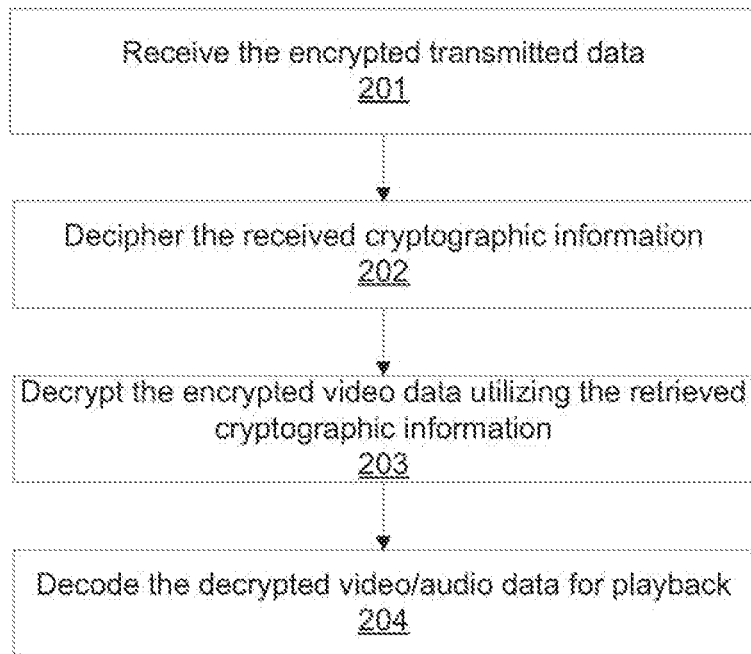 Receive the encrypted transmitted data
201
Decipher the received cryptographic information
202
Decrypt the encrypted video data utilizing the retrieved
cryptographic information
203
Decode the decrypted video/audio data for playback
204